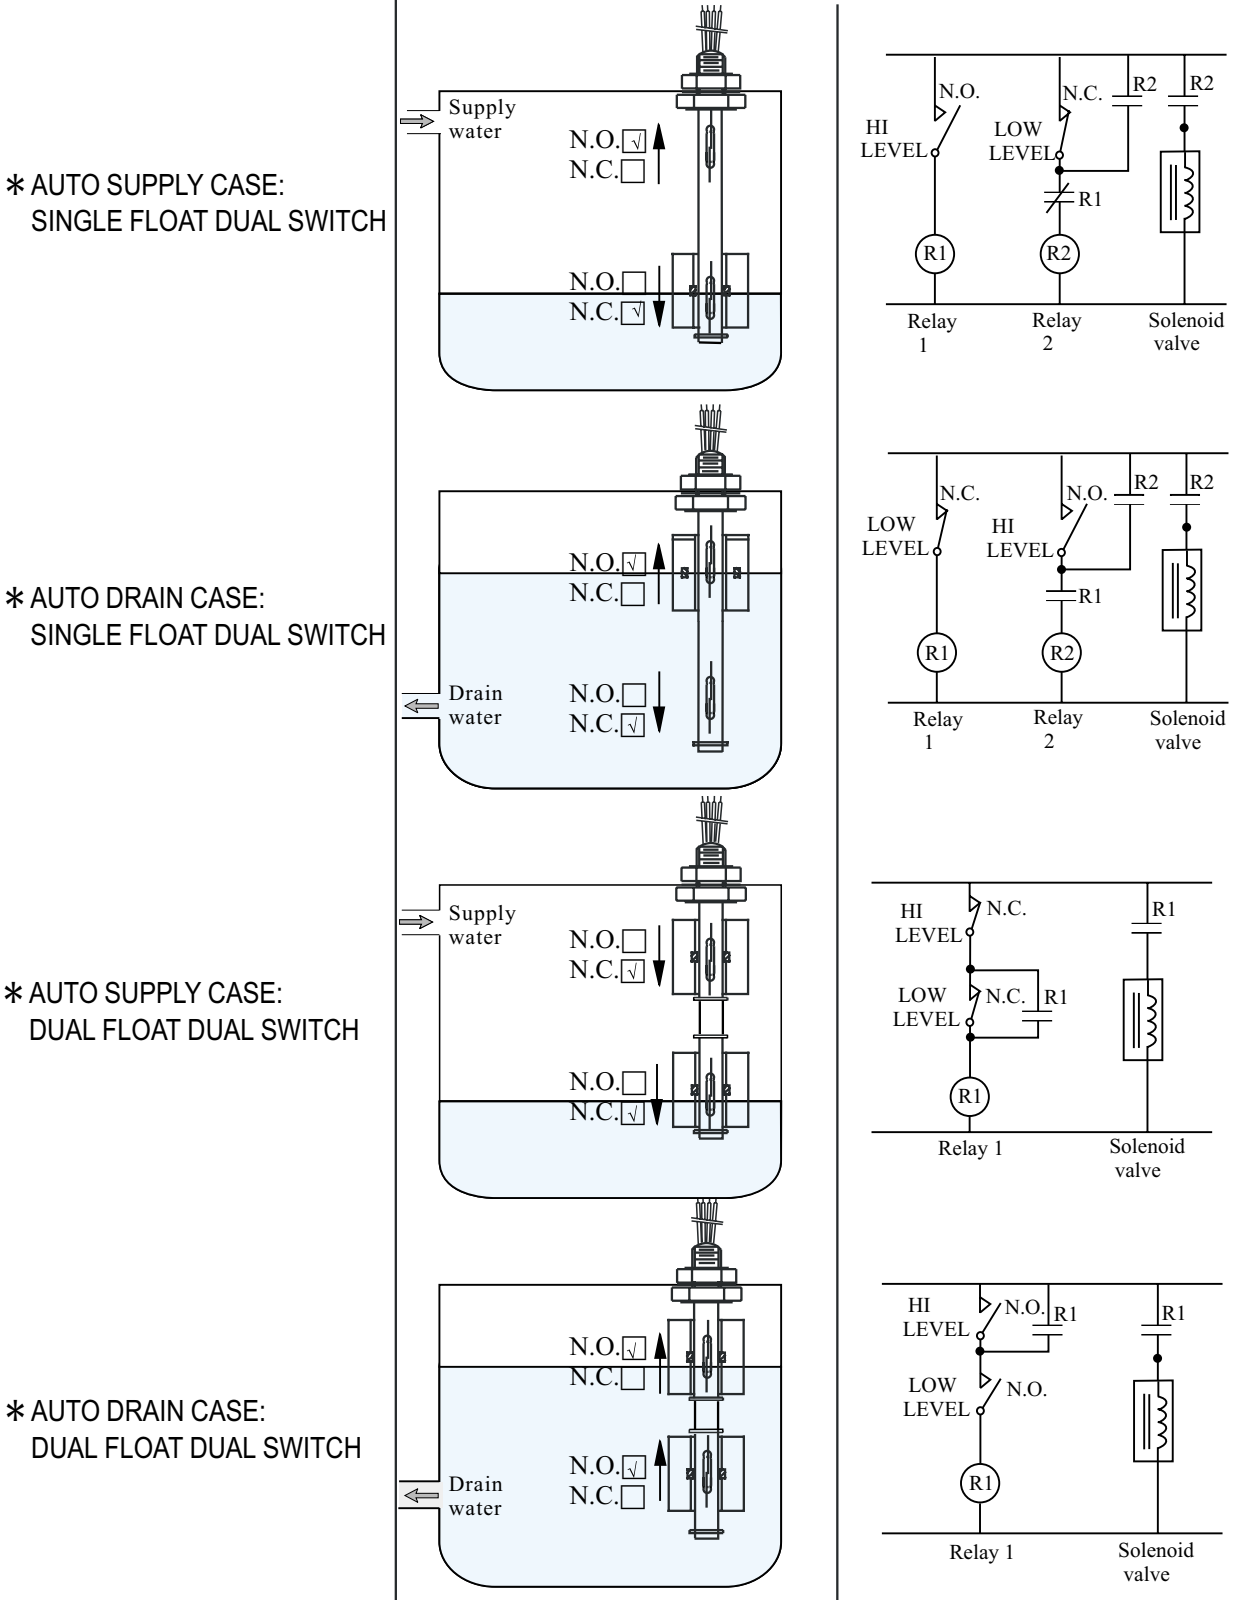 Supply
water
N.O. √
N.C.
N.O.
N.C. √
* AUTO SUPPLY CASE:
SINGLE FLOAT DUAL SWITCH
N.O.
HI
LEVEL
N.C.
LOW
LEVEL
R2
R2
R1
R1
R2
Relay
1
Relay
2
Solenoid
valve
* AUTO DRAIN CASE:
SINGLE FLOAT DUAL SWITCH
N.O. √
N.C.
N.O.
N.C. √
Drain
water
N.C.
LOW
LEVEL
N.O.
HI
LEVEL
R2
R2
R1
R1
R2
Relay
1
Relay
2
Solenoid
valve
* AUTO SUPPLY CASE:
DUAL FLOAT DUAL SWITCH
Supply
water
N.O.
N.C. √
N.O.
N.C. √
HI
LEVEL
N.C.
LOW
LEVEL
N.C.
R1
R1
R1
Relay 1
Solenoid
valve
* AUTO DRAIN CASE:
DUAL FLOAT DUAL SWITCH
N.O. √
N.C.
N.O. √
N.C.
Drain
water
HI
LEVEL
N.O.
R1
R1
LOW
LEVEL
N.O.
R1
Relay 1
Solenoid
valve